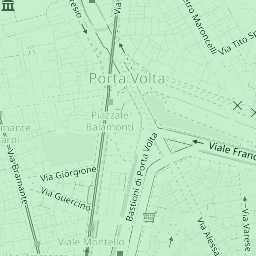 Via Tito Sp
Maroncelli
PORTA VOLTA
Piazzale
Baiamonti
Viale Franc
Via Bramante
Via Giorgione
Via Guercino
Bastioni di Porta Volta
Viale Montello
Via Alessa
Via Varese